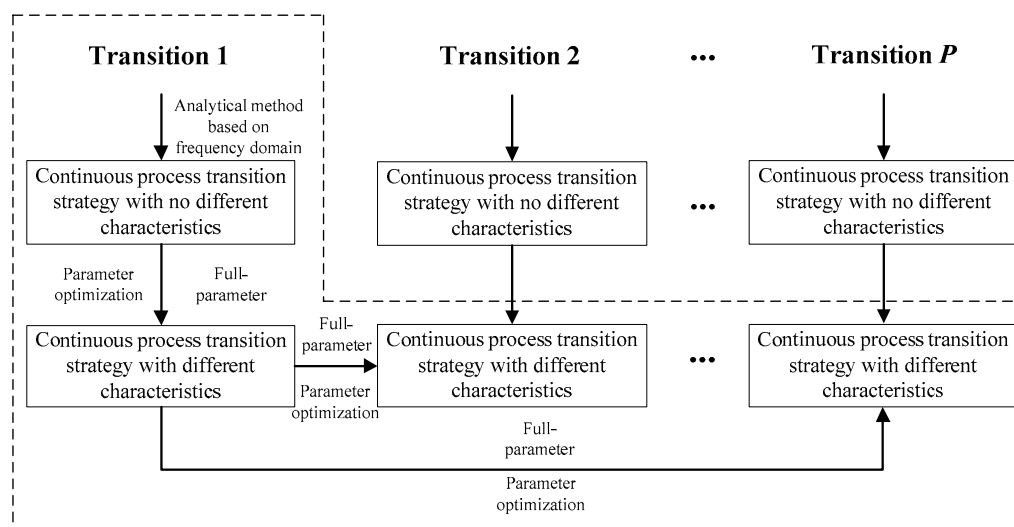 Transition 1
Transition 2
...
Transition P
Analytical method
based on
frequency domain
Continuous process transition
strategy with no different
characteristics
Continuous process transition
strategy with no different
characteristics
...
Continuous process transition
strategy with no different
characteristics
Parameter
optimization
Full-
parameter
Continuous process transition
strategy with different
characteristics
Full-
parameter
Parameter
optimization
Continuous process transition
strategy with different
characteristics
...
Continuous process transition
strategy with different
characteristics
Full-
parameter
Parameter
optimization